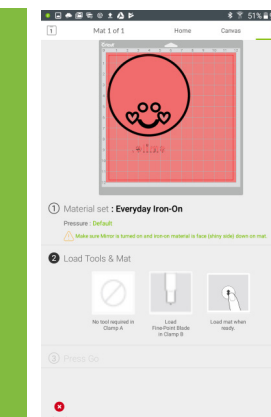 51%
1 Mat 1 of 1 Home Canvas
Cricut
1 Material set : Everyday Iron-On
Pressure : Default
Make sure Mirror is turned on and iron-on material is face (shiny side) down on mat
2 Load Tools & Mat
No tool required in Clamp A
Load Fine-Point Blade in Clamp B
Load mat when ready.
3 Press Go